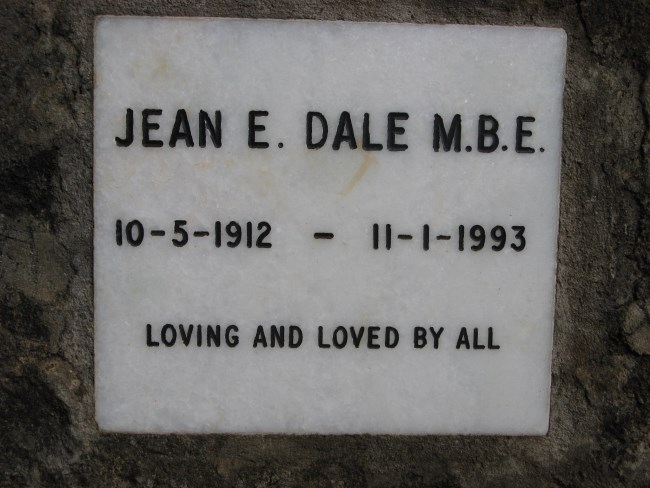 JEAN E. DALE M.B.E.
10-5-1912 - 11-1-1993
LOVING AND LOVED BY ALL